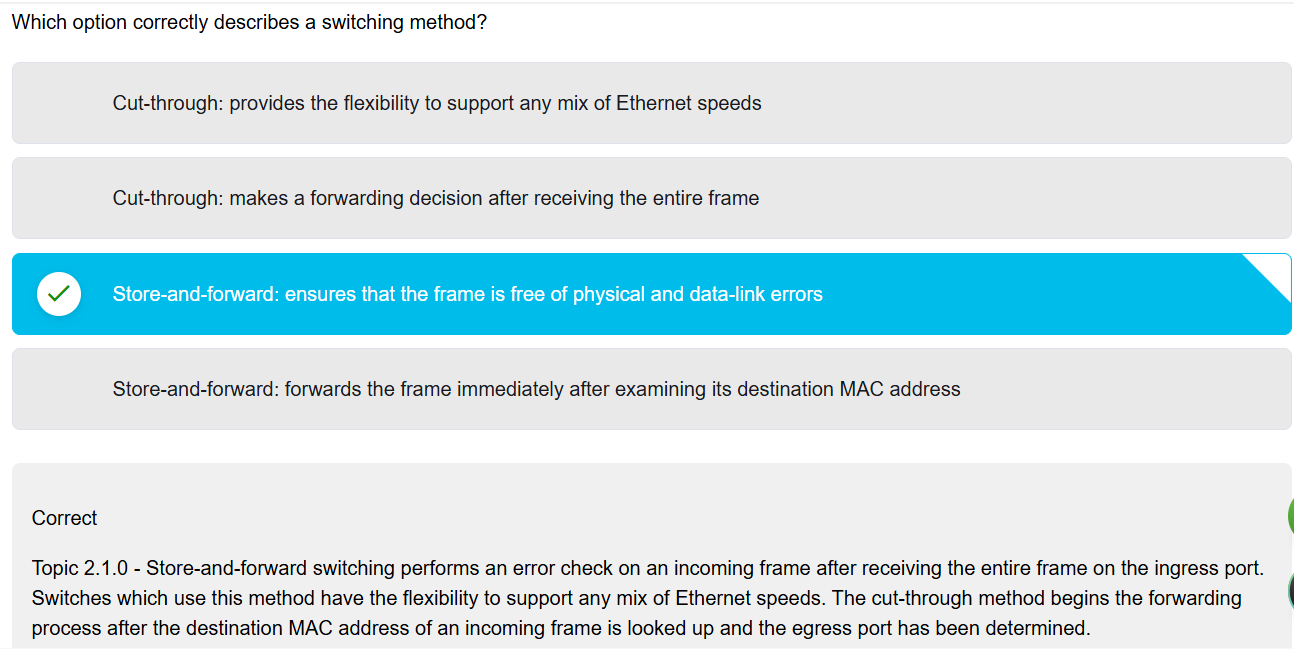 Which option correctly describes a switching method?
Cut-through: provides the flexibility to support any mix of Ethernet speeds
Cut-through: makes a forwarding decision after receiving the entire frame
Store-and-forward: ensures that the frame is free of physical and data-link errors
Store-and-forward: forwards the frame immediately after examining its destination MAC address
Correct
Topic 2.1.0 - Store-and-forward switching performs an error check on an incoming frame after receiving the entire frame on the ingress port.
Switches which use this method have the flexibility to support any mix of Ethernet speeds. The cut-through method begins the forwarding
process after the destination MAC address of an incoming frame is looked up and the egress port has been determined.